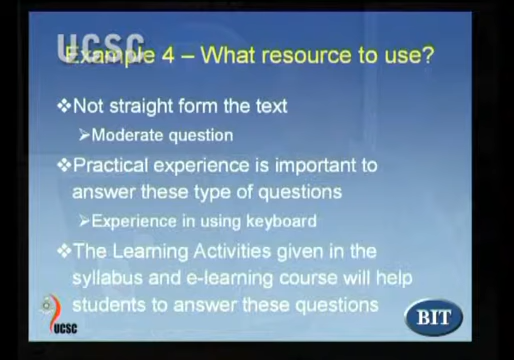 UCSC
Example 4 – What resource to use?
❖Not straight form the text
➢Moderate question
❖Practical experience is important to
answer these type of questions
➢Experience in using keyboard
❖The Learning Activities given in the
syllabus and e-learning course will help
students to answer these questions
UCSC
BIT